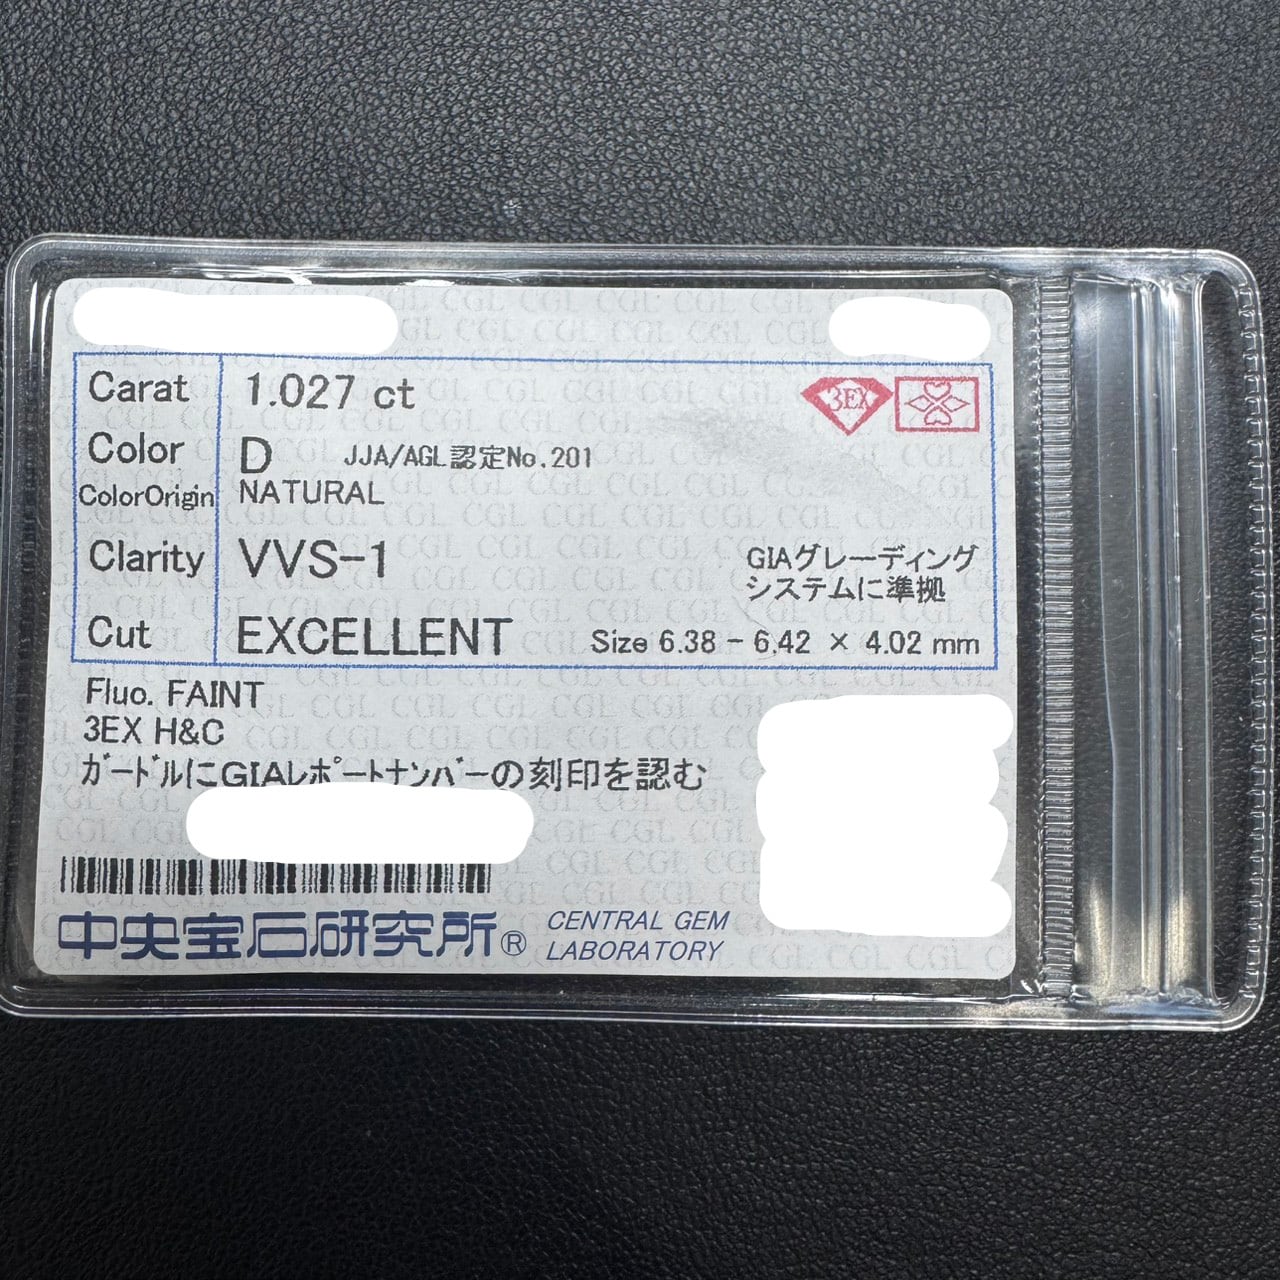 Carat 1.027 ct
3EX
Color D JJA/AGL認定No.201
ColorOrigin NATURAL
Clarity VVS-1
GIAグレーディング
システムに準拠
Cut EXCELLENT Size 6.38 - 6.42 × 4.02 mm
Fluo. FAINT
3EX H&C
ガードルにGIAレポートナンバーの刻印を認む
中央宝石研究所® CENTRAL GEM
LABORATORY